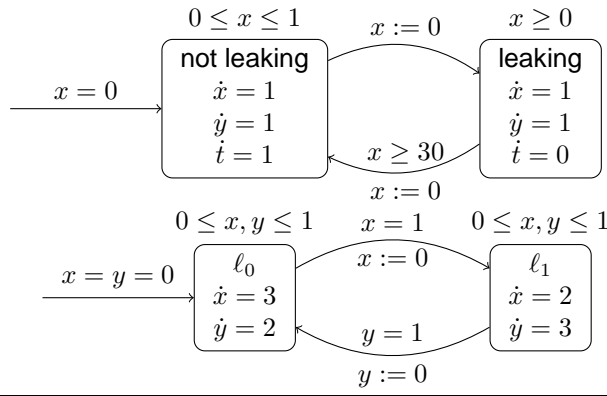 0 ≤ x ≤ 1
x := 0
x ≥ 0
not leaking
ẋ = 1
ẏ = 1
ṫ = 1
x = 0
leaking
ẋ = 1
ẏ = 1
ṫ = 0
x ≥ 30
x := 0
0 ≤ x, y ≤ 1
x = 1
x := 0
0 ≤ x, y ≤ 1
x = y = 0
ℓ₀
ẋ = 3
ẏ = 2
ℓ₁
ẋ = 2
ẏ = 3
y = 1
y := 0